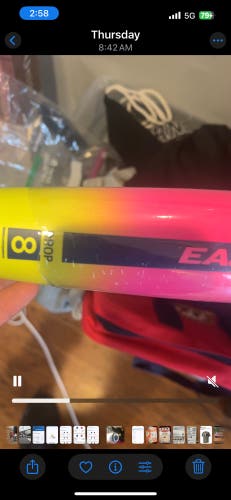 2:58
5G
79+
Thursday
8:42 AM
8
DROP
EA